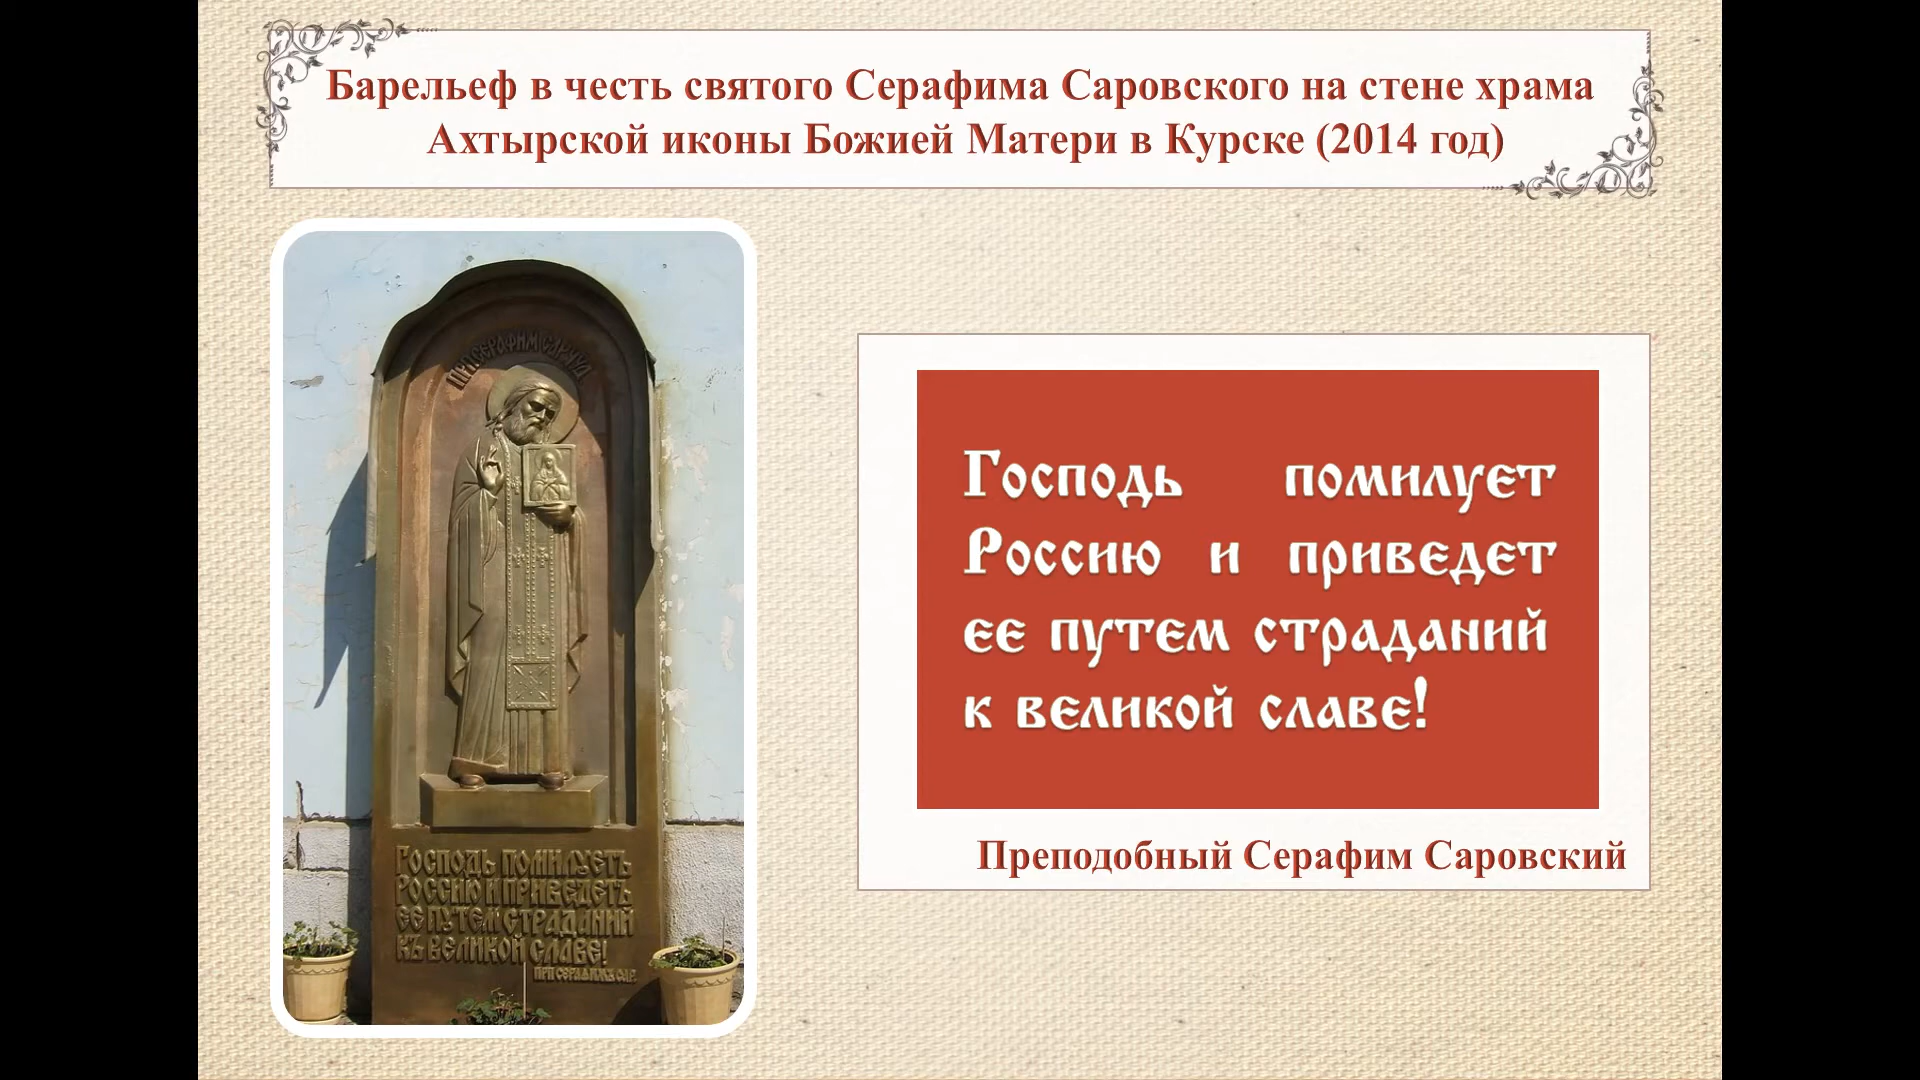 Барельеф в честь святого Серафима Саровского на стене храма
Ахтырской иконы Божией Матери в Курске (2014 год)
Господь помилует
Россию и приведет
ее путем страданий
к великой славе!
Преподобный Серафим Саровский
Господь помилуеть
Россию и приведеть
ее путем страданий
къ великой славе!